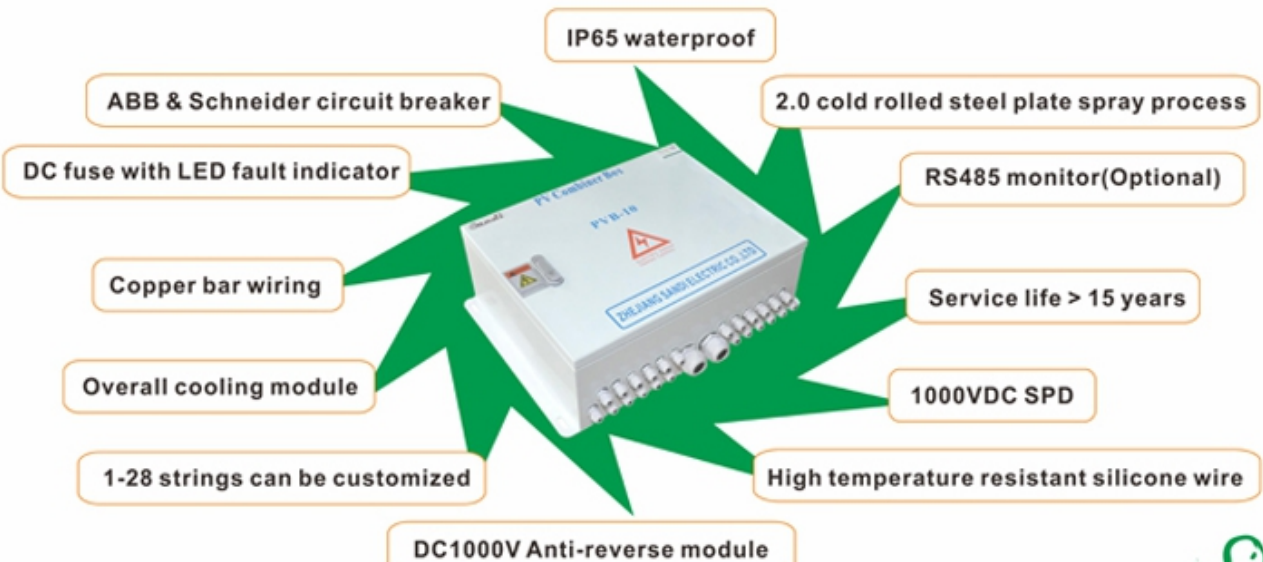 IP65 waterproof
ABB & Schneider circuit breaker
2.0 cold rolled steel plate spray process
DC fuse with LED fault indicator
RS485 monitor(Optional)
PV Combiner Box
PVB-10
ZHEJIANG SANDI ELECTRIC CO.,LTD
Copper bar wiring
Service life > 15 years
Overall cooling module
1000VDC SPD
1-28 strings can be customized
High temperature resistant silicone wire
DC1000V Anti-reverse module